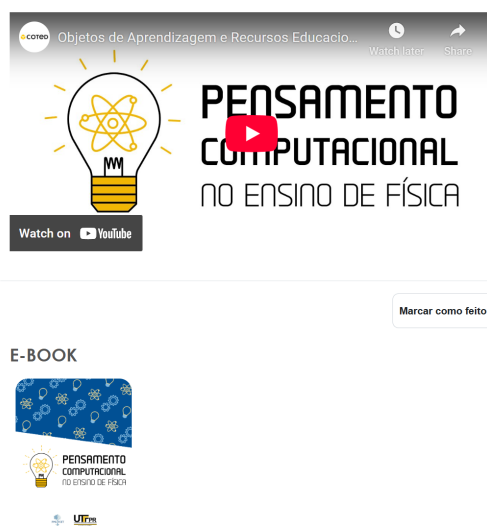 COTED
Objetos de Aprendizagem e Recursos Educacio...
Watch later
Share
PENSAMENTO
COMPUTACIONAL
NO ENSINO DE FÍSICA
Watch on YouTube
Marcar como feito
E-BOOK
PENSAMENTO
COMPUTACIONAL
NO ENSINO DE FÍSICA
UTFPR